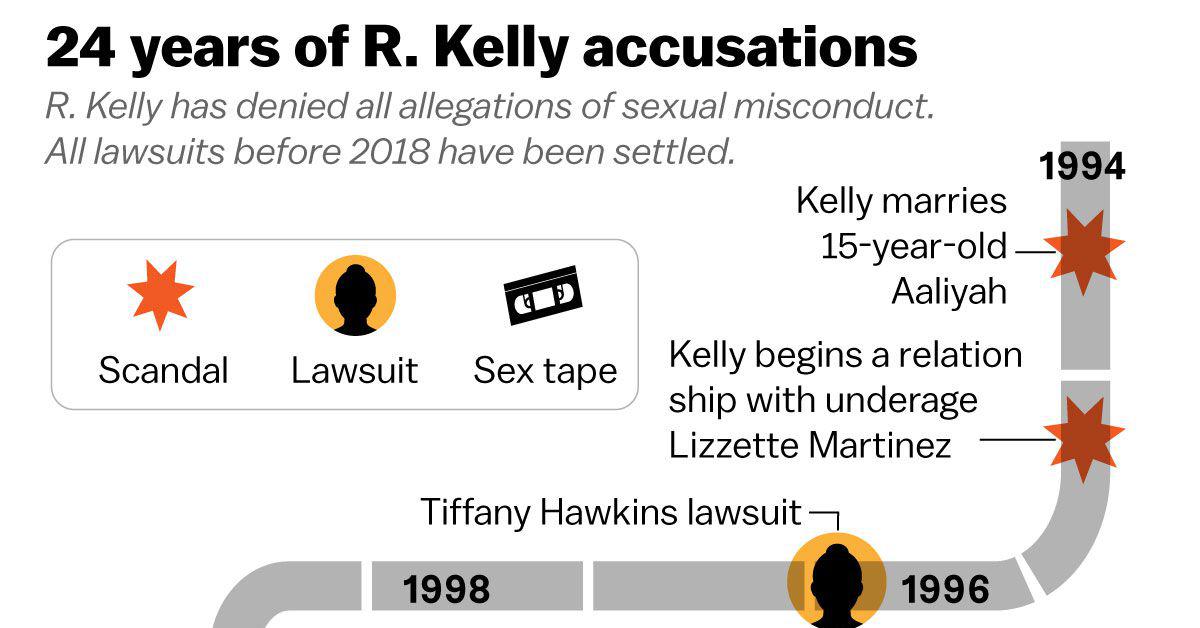 24 years of R. Kelly accusations
R. Kelly has denied all allegations of sexual misconduct.
All lawsuits before 2018 have been settled.
1994
Kelly marries
15-year-old
Aaliyah
Scandal
Lawsuit
Sex tape
Kelly begins a relation
ship with underage
Lizzette Martinez
Tiffany Hawkins lawsuit
1998
1996